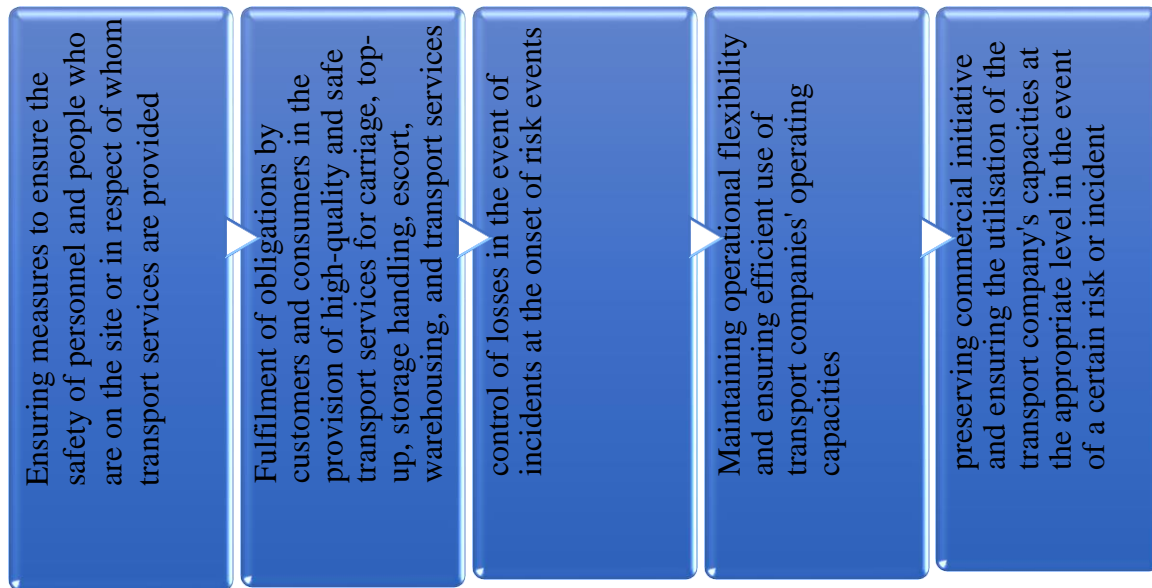 Ensuring measures to ensure the
safety of personnel and people who
are on the site or in respect of whom
transport services are provided
Fulfilment of obligations by
customers and consumers in the
provision of high-quality and safe
transport services for carriage, top-
up, storage handling, escort,
warehousing, and transport services
control of losses in the event of
incidents at the onset of risk events
Maintaining operational flexibility
and ensuring efficient use of
transport companies' operating
capacities
preserving commercial initiative
and ensuring the utilisation of the
transport company's capacities at
the appropriate level in the event
of a certain risk or incident